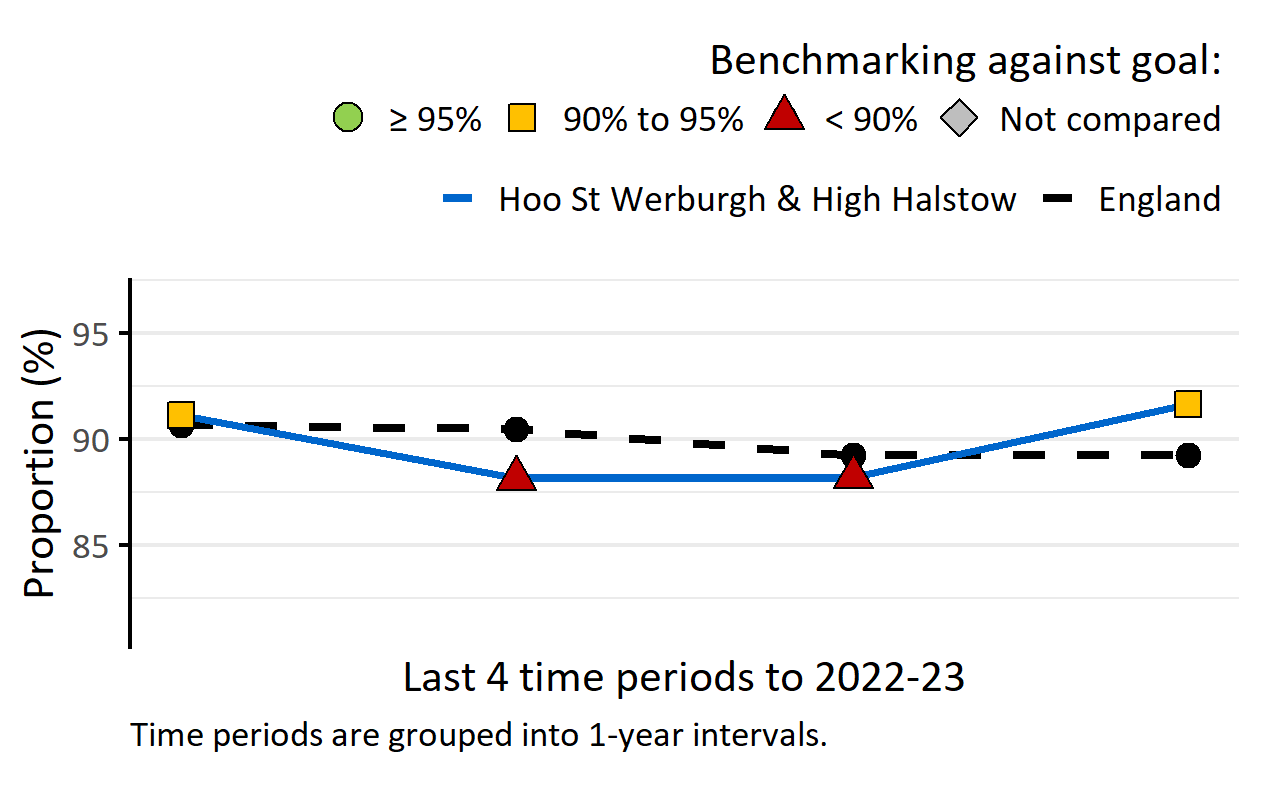 Benchmarking against goal:
≥ 95% 90% to 95% < 90% Not compared
Hoo St Werburgh & High Halstow England
Proportion (%)
95
90
85
Last 4 time periods to 2022-23
Time periods are grouped into 1-year intervals.